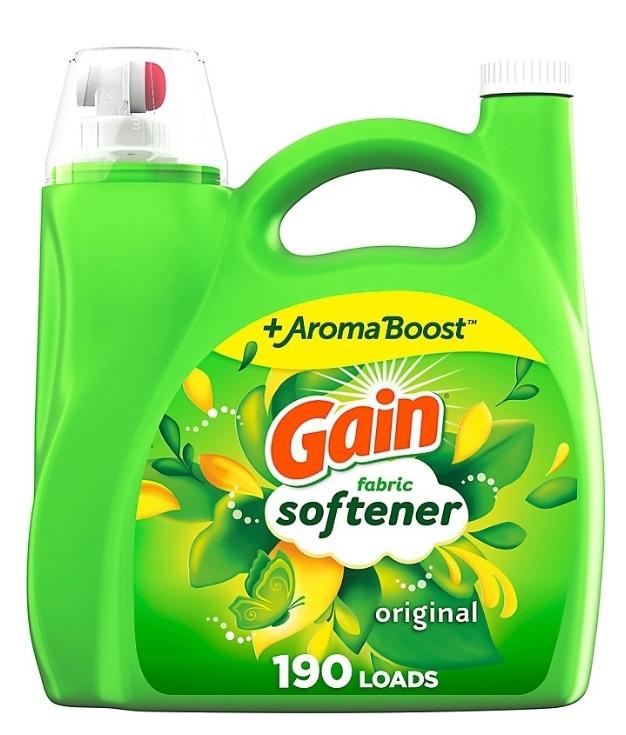 +AromaBoost™
Gain®
fabric
softener
original
190 LOADS